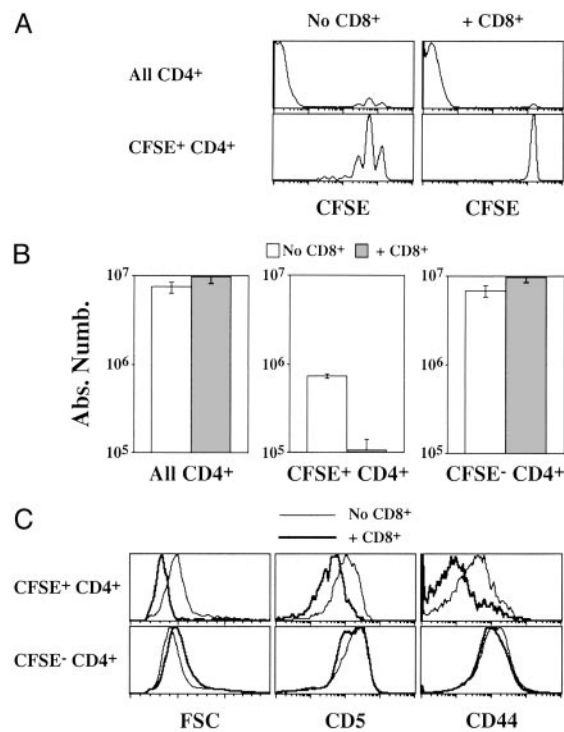 A
No CD8+
+ CD8+
All CD4+
CFSE+ CD4+
CFSE
CFSE
B
No CD8+
+ CD8+
Abs. Numb.
10⁷
10⁶
10⁵
All CD4+
10⁷
10⁶
10⁵
CFSE+ CD4+
10⁷
10⁶
10⁵
CFSE- CD4+
C
No CD8+
+ CD8+
CFSE+ CD4+
CFSE- CD4+
FSC
CD5
CD44